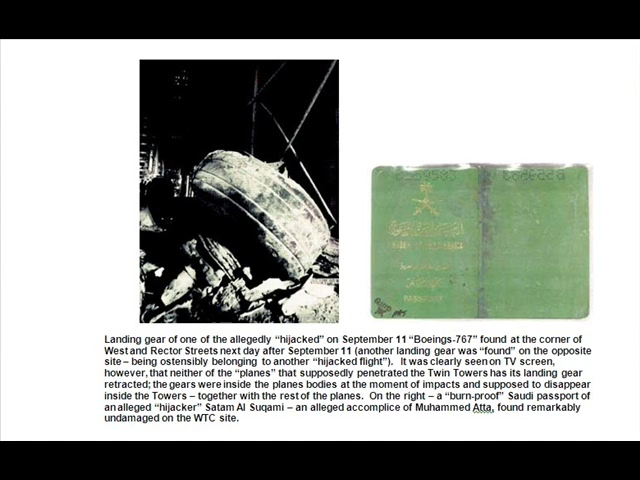 PASSPORT
Landing gear of one of the allegedly “hijacked” on September 11 “Boeings-767” found at the corner of
West and Rector Streets next day after September 11 (another landing gear was “found” on the opposite
site – being ostensibly belonging to another “hijacked flight”). It was clearly seen on TV screen,
however, that neither of the “planes” that supposedly penetrated the Twin Towers has its landing gear
retracted; the gears were inside the planes bodies at the moment of impacts and supposed to disappear
inside the Towers – together with the rest of the planes. On the right – a “burn-proof” Saudi passport of
an alleged “hijacker” Satam Al Suqami – an alleged accomplice of Muhammed Atta, found remarkably
undamaged on the WTC site.